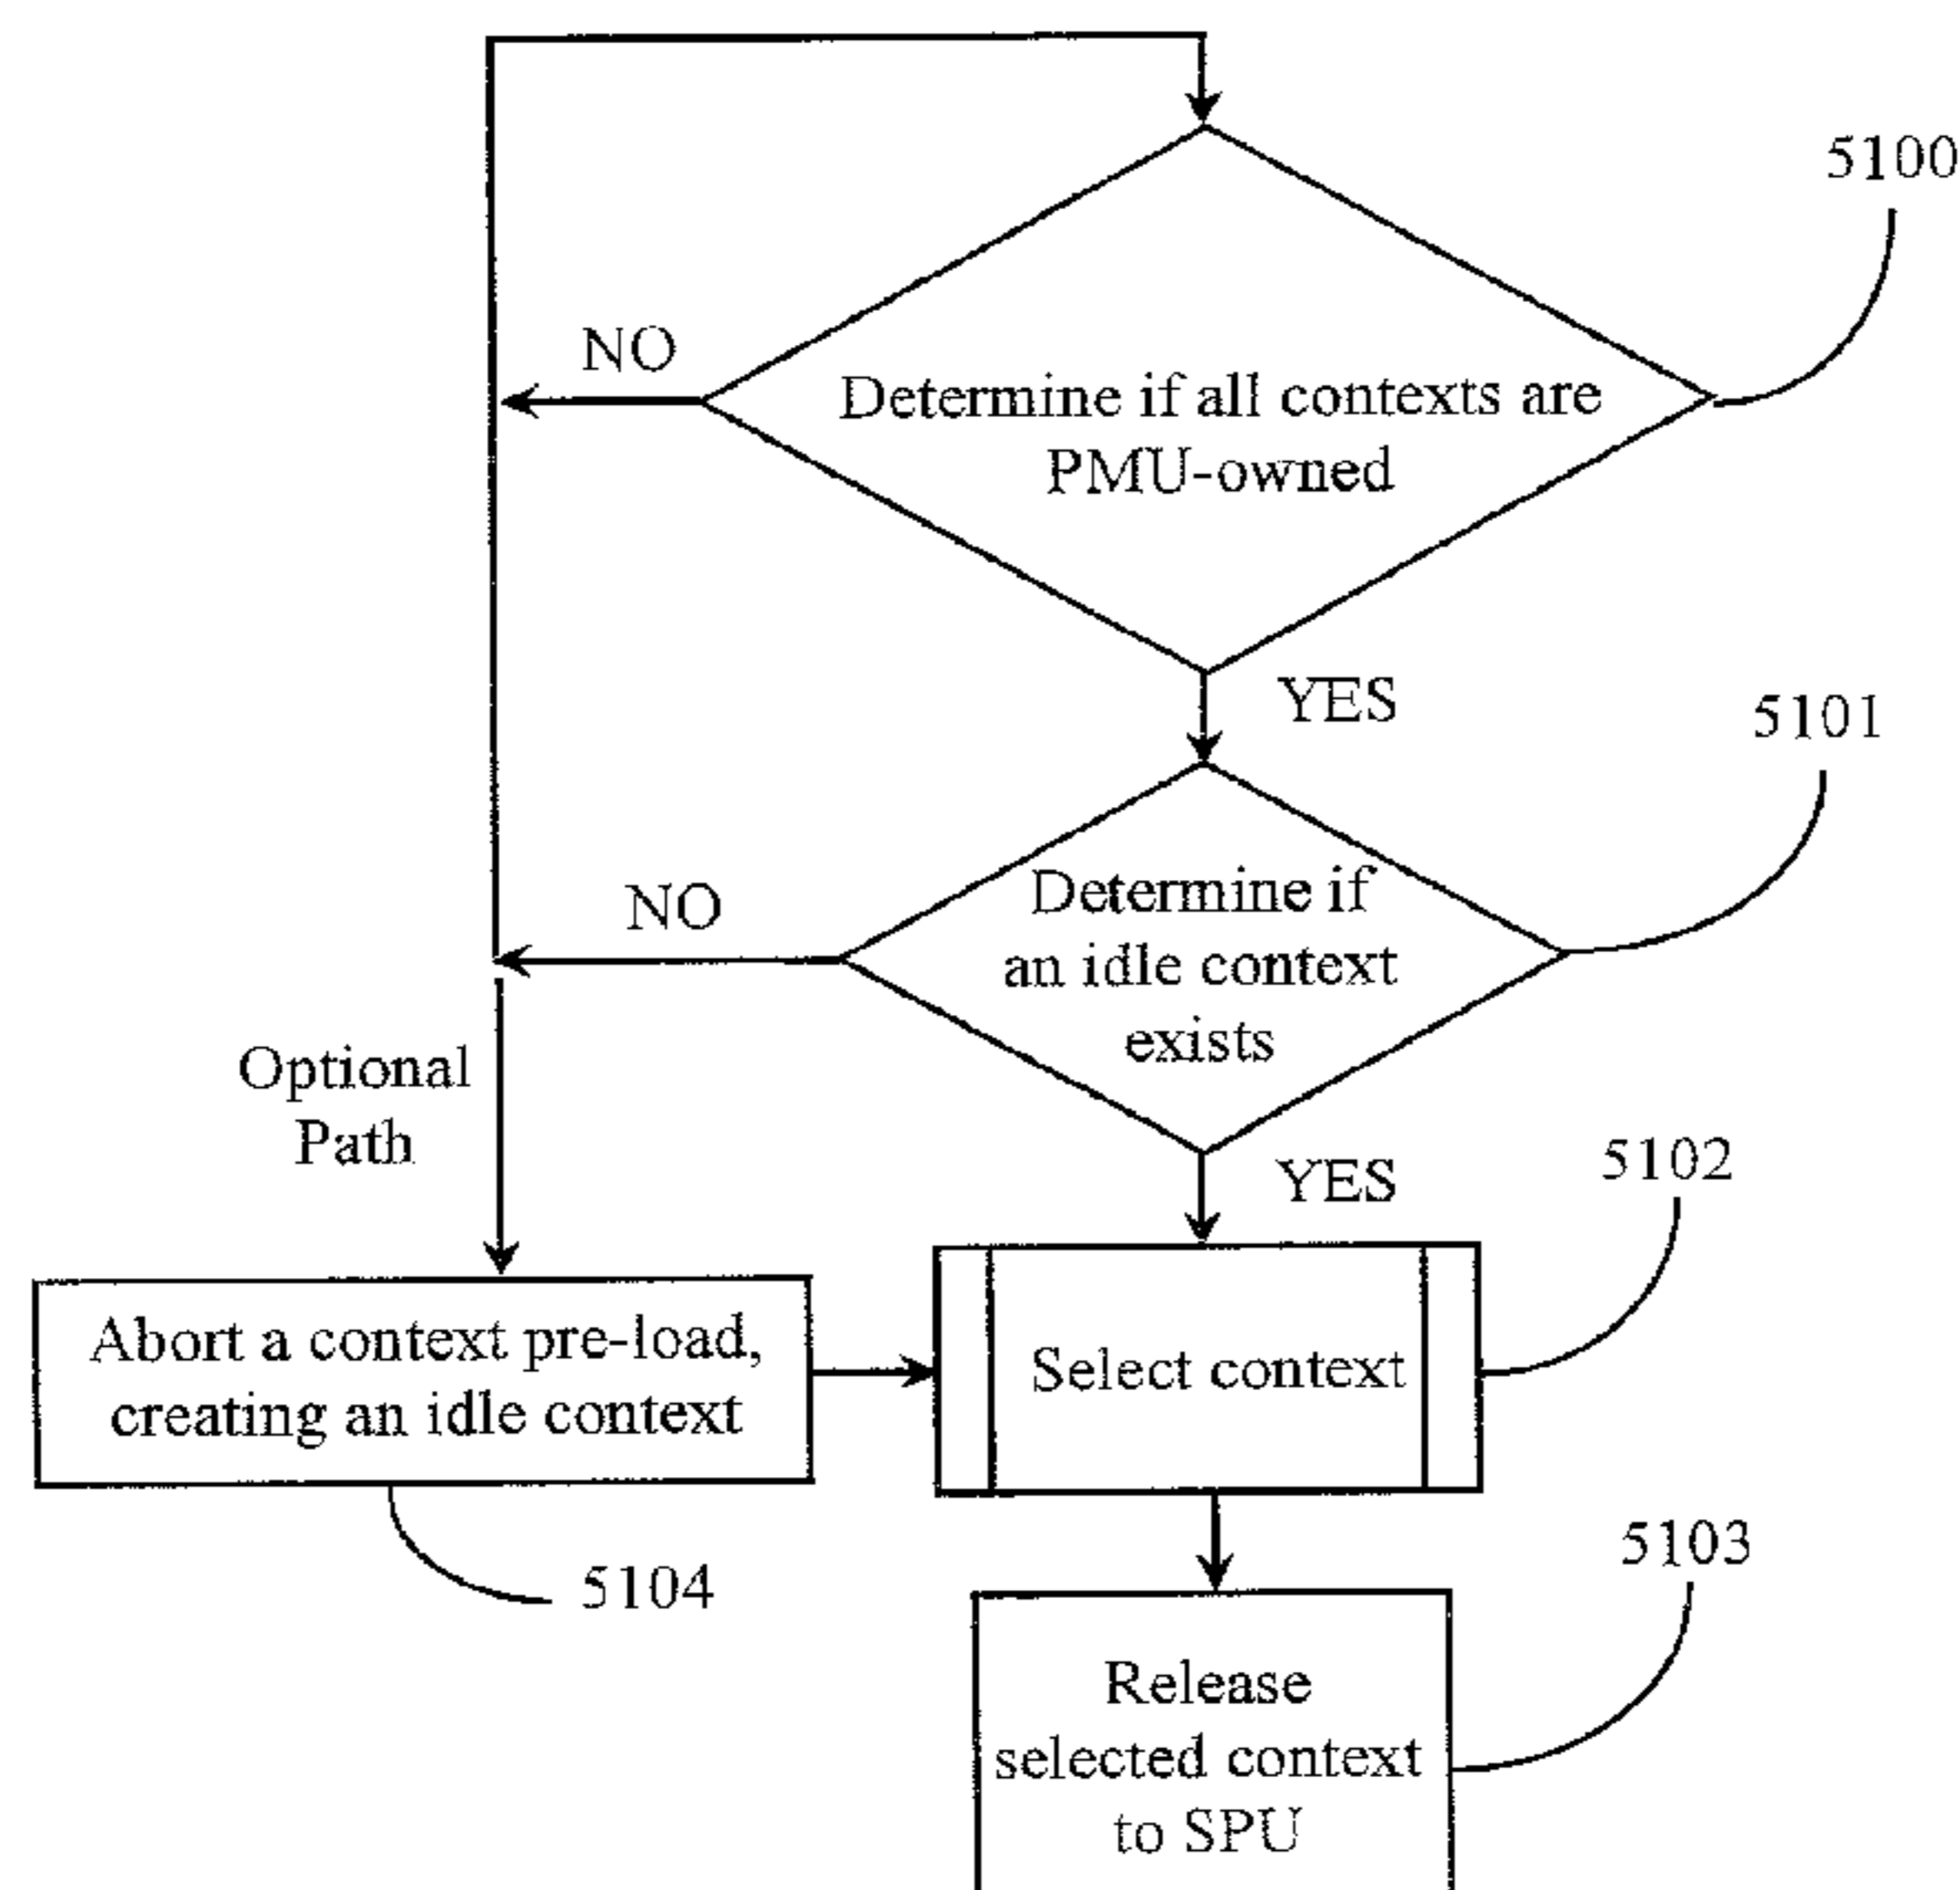 5100
NO
Determine if all contexts are
PMU-owned
YES
5101
NO
Determine if
an idle context
exists
Optional
Path
YES
5102
Abort a context pre-load,
creating an idle context
Select context
5104
5103
Release
selected context
to SPU